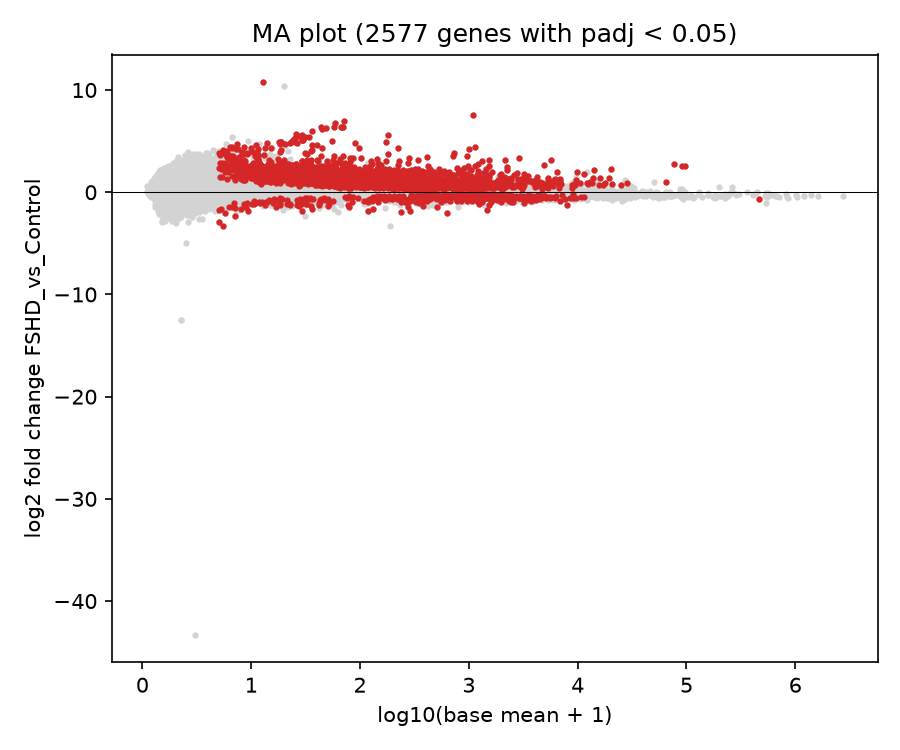 MA plot (2577 genes with padj < 0.05)
log2 fold change FSHD_vs_Control
10
0
−10
−20
−30
−40
0 1 2 3 4 5 6
log10(base mean + 1)